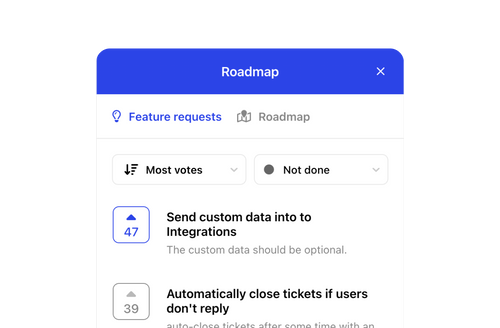 Roadmap
Feature requests
Roadmap
Most votes
Not done
47
Send custom data into to
Integrations
The custom data should be optional.
39
Automatically close tickets if users
don't reply
auto-close tickets after some time with an